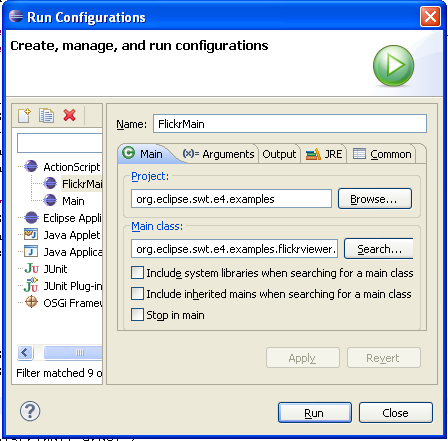 Run Configurations
Create, manage, and run configurations
Name: FlickrMain
Main (x)= Arguments Output JRE Common
ActionScript
FlickrMai
Main
Eclipse Appli
Java Applet
Java Applica
JUnit
JUnit Plug-in
OSGi Framew
Filter matched 9 o
Project:
org.eclipse.swt.e4.examples Browse...
Main class:
org.eclipse.swt.e4.examples.flickrviewer. Search...
Include system libraries when searching for a main class
Include inherited mains when searching for a main class
Stop in main
Apply Revert
Run Close